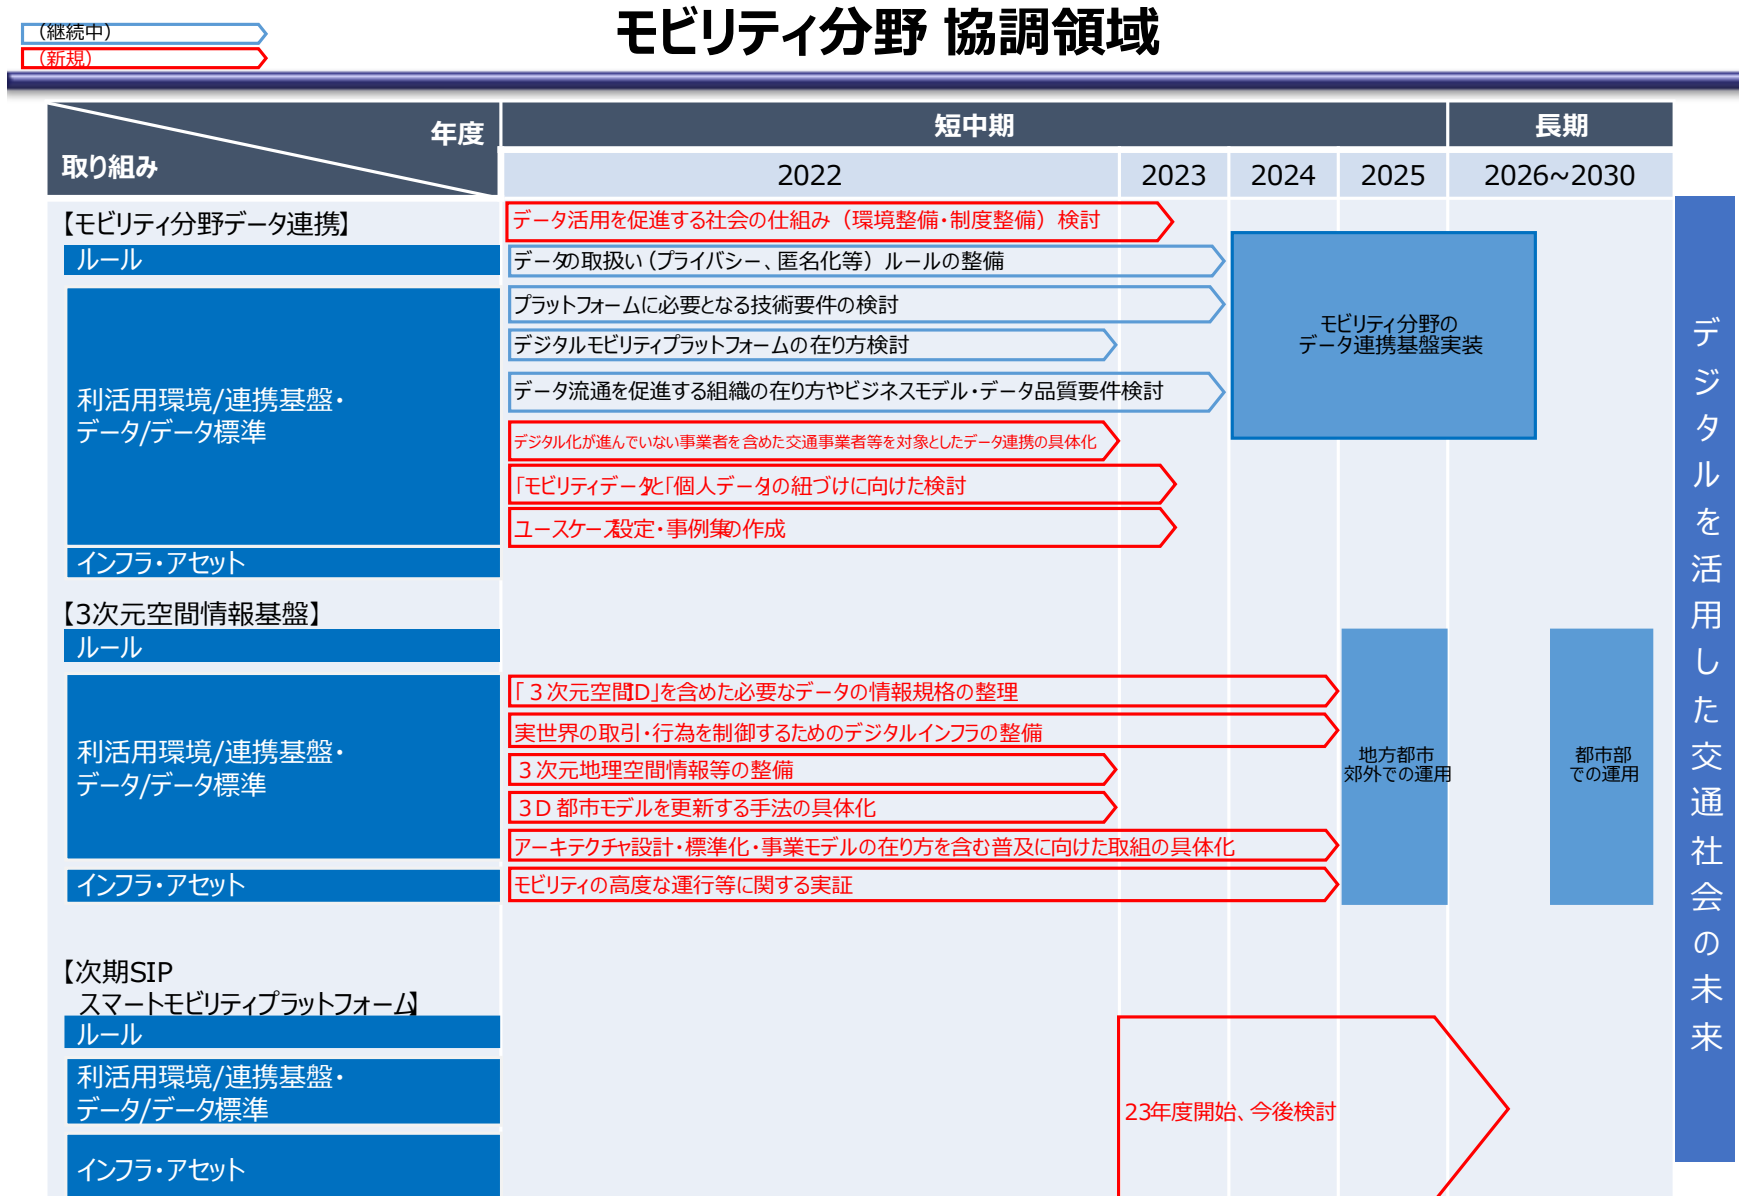 (継続中)
(新規)
モビリティ分野 協調領域
年度
取り組み
短中期
長期
2022
2023
2024
2025
2026~2030
【モビリティ分野データ連携】
ルール
利活用環境/連携基盤・
データ/データ標準
インフラ・アセット
データ活用を促進する社会の仕組み（環境整備・制度整備）検討
データの取扱い（プライバシー、匿名化等）ルールの整備
プラットフォームに必要となる技術要件の検討
デジタルモビリティプラットフォームの在り方検討
データ流通を促進する組織の在り方やビジネスモデル・データ品質要件検討
デジタル化が進んでいない事業者を含めた交通事業者等を対象としたデータ連携の具体化
「モビリティデータ」と「個人データ」の紐づけに向けた検討
ユースケース設定・事例集の作成
モビリティ分野の
データ連携基盤実装
【3次元空間情報基盤】
ルール
利活用環境/連携基盤・
データ/データ標準
インフラ・アセット
「３次元空間ID」を含めた必要なデータの情報規格の整理
実世界の取引・行為を制御するためのデジタルインフラの整備
３次元地理空間情報等の整備
３D 都市モデルを更新する手法の具体化
アーキテクチャ設計・標準化・事業モデルの在り方を含む普及に向けた取組の具体化
モビリティの高度な運行等に関する実証
地方都市
郊外での運用
都市部
での運用
【次期SIP
スマートモビリティプラットフォーム】
ルール
利活用環境/連携基盤・
データ/データ標準
インフラ・アセット
23年度開始、今後検討
デジタルを活用した交通社会の未来